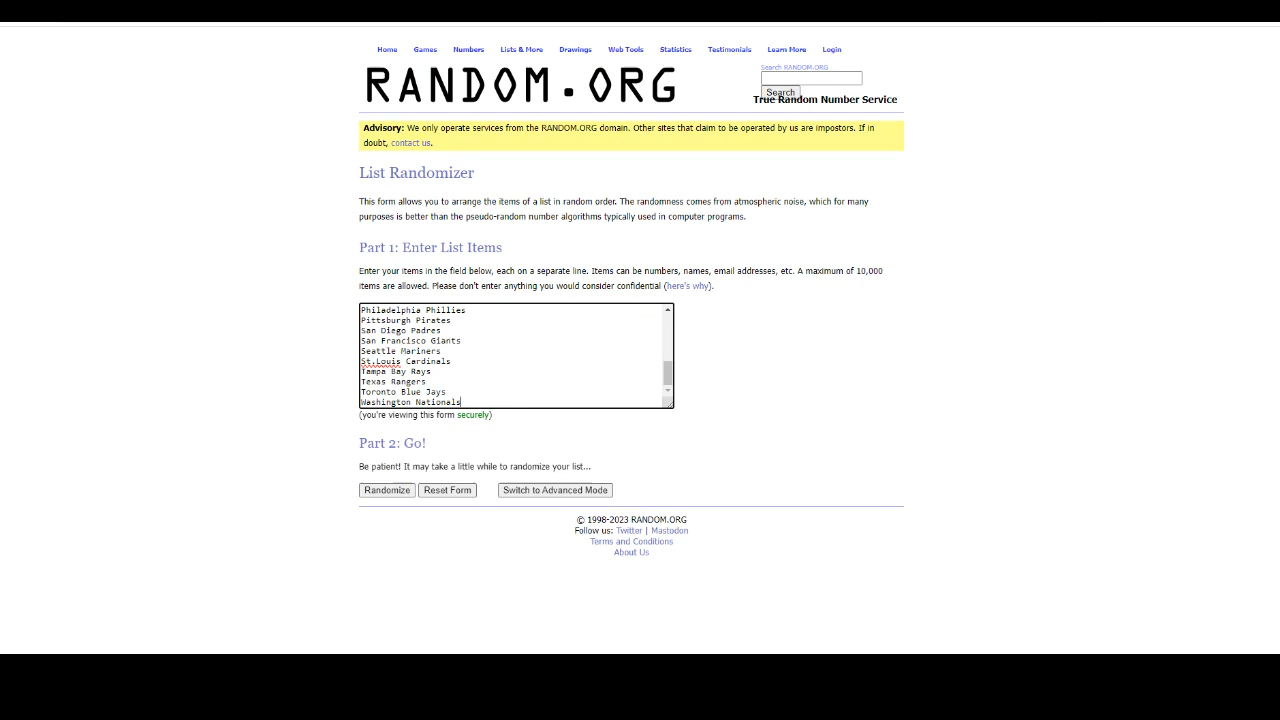 Home Games Numbers Lists & More Drawings Web Tools Statistics Testimonials Learn More Login
RANDOM.ORG
Search RANDOM.ORG
Search
True Random Number Service
Advisory: We only operate services from the RANDOM.ORG domain. Other sites that claim to be operated by us are impostors. If in
doubt, contact us.
List Randomizer
This form allows you to arrange the items of a list in random order. The randomness comes from atmospheric noise, which for many
purposes is better than the pseudo-random number algorithms typically used in computer programs.
Part 1: Enter List Items
Enter your items in the field below, each on a separate line. Items can be numbers, names, email addresses, etc. A maximum of 10,000
items are allowed. Please don't enter anything you would consider confidential (here's why).
Philadelphia Phillies
Pittsburgh Pirates
San Diego Padres
San Francisco Giants
Seattle Mariners
St.Louis Cardinals
Tampa Bay Rays
Texas Rangers
Toronto Blue Jays
Washington Nationals
(you're viewing this form securely)
Part 2: Go!
Be patient! It may take a little while to randomize your list...
Randomize Reset Form Switch to Advanced Mode
© 1998-2023 RANDOM.ORG
Follow us: Twitter | Mastodon
Terms and Conditions
About Us